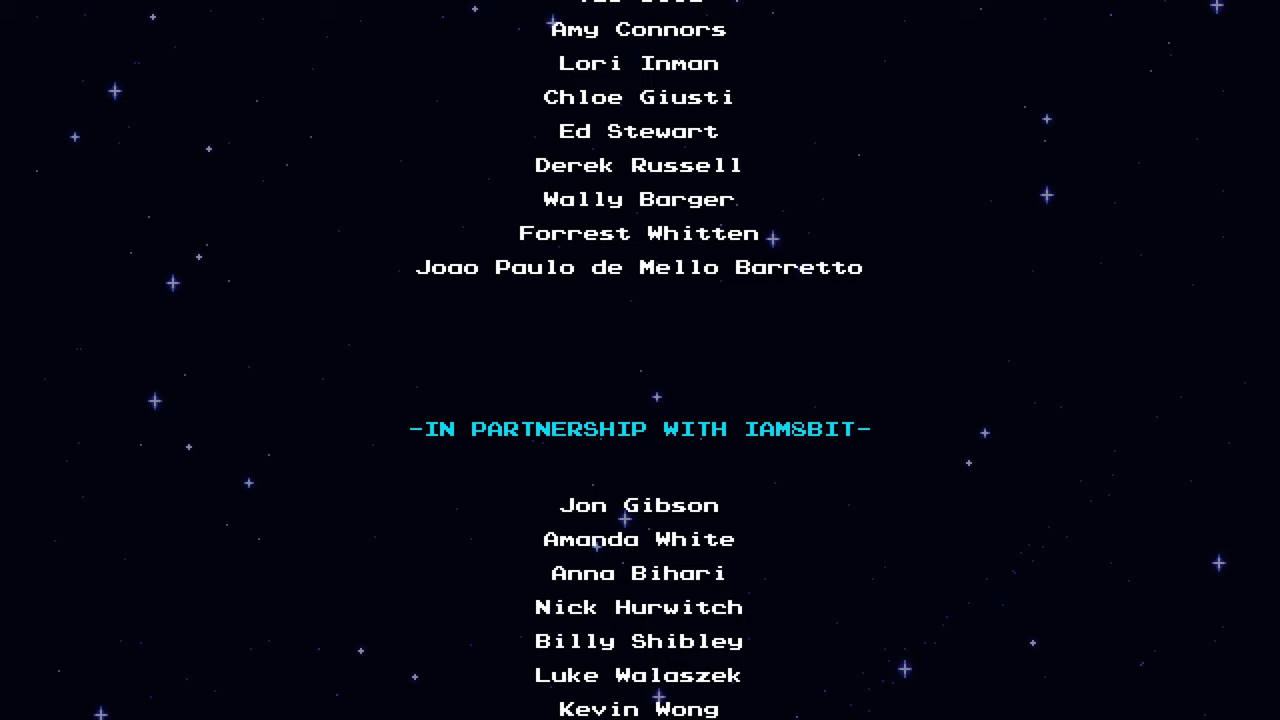 Amy Connors
Lori Inman
Chloe Giusti
Ed Stewart
Derek Russell
Wally Barger
Forrest Whitten
Joao Paulo de Mello Barretto
-IN PARTNERSHIP WITH IAM8BIT-
Jon Gibson
Amanda White
Anna Bihari
Nick Hurwitch
Billy Shibley
Luke Walaszek
Kevin Wong